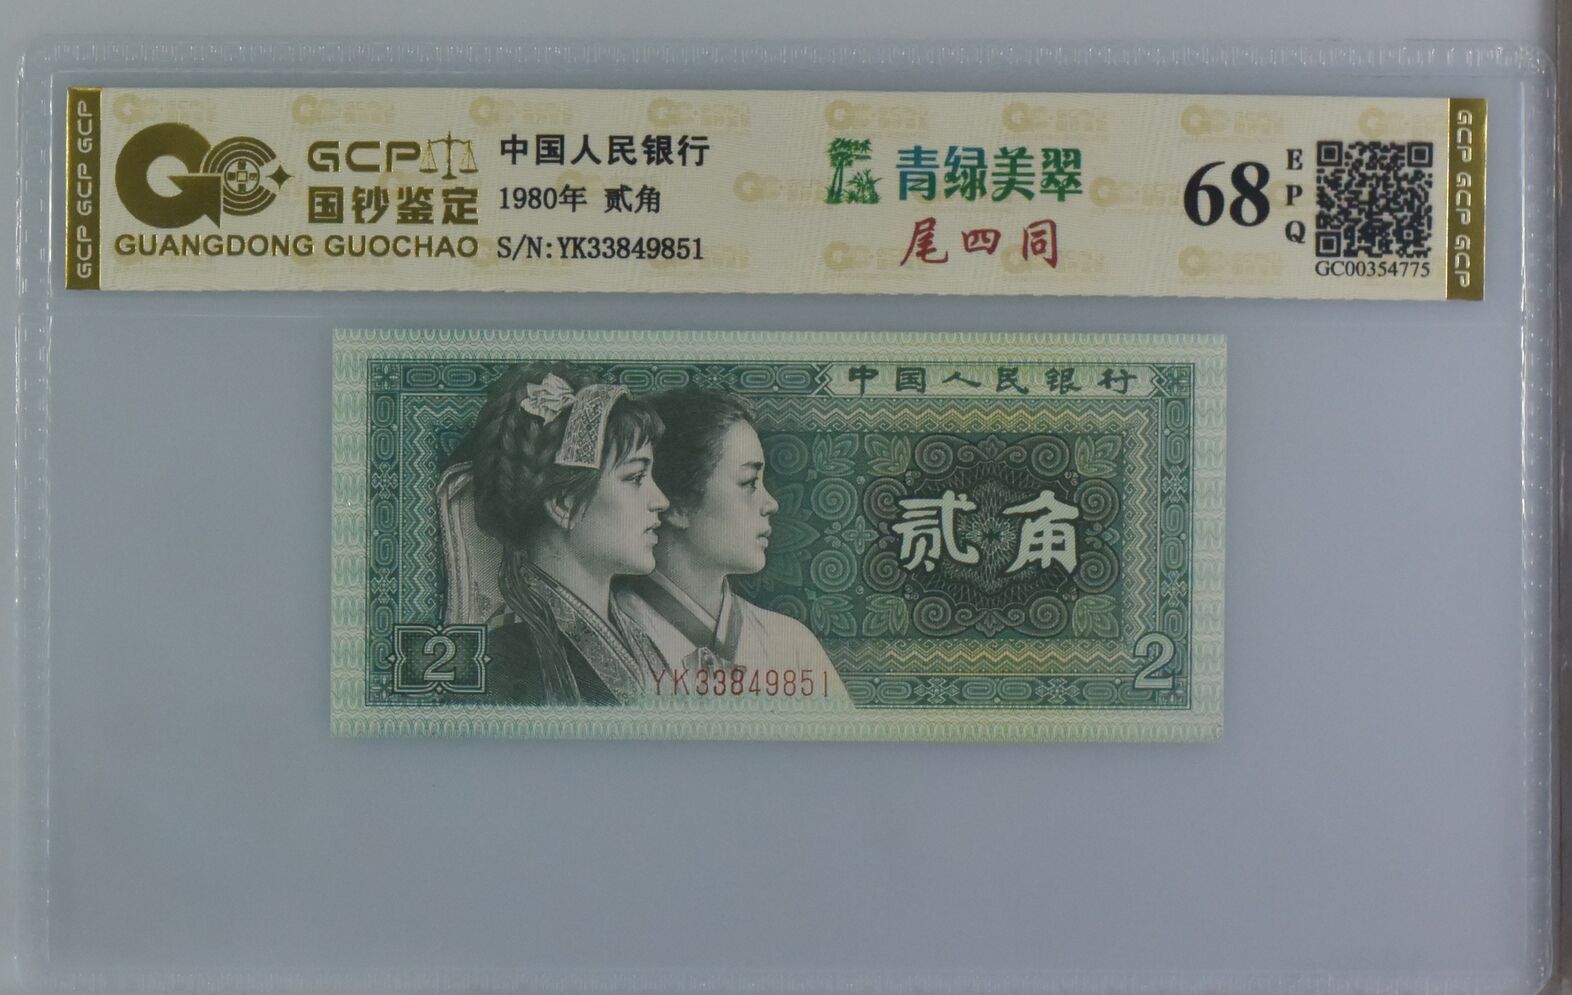 GCP GCP GCP
GCP
国钞鉴定
GUANGDONG GUOCHAO
中国人民银行
1980年 贰角
S/N:YK33849851
青绿美翠
尾四同
68
EPQ
GC00354775
GCP GCP GCP
中国人民银行
贰角
2
YK33849851
2